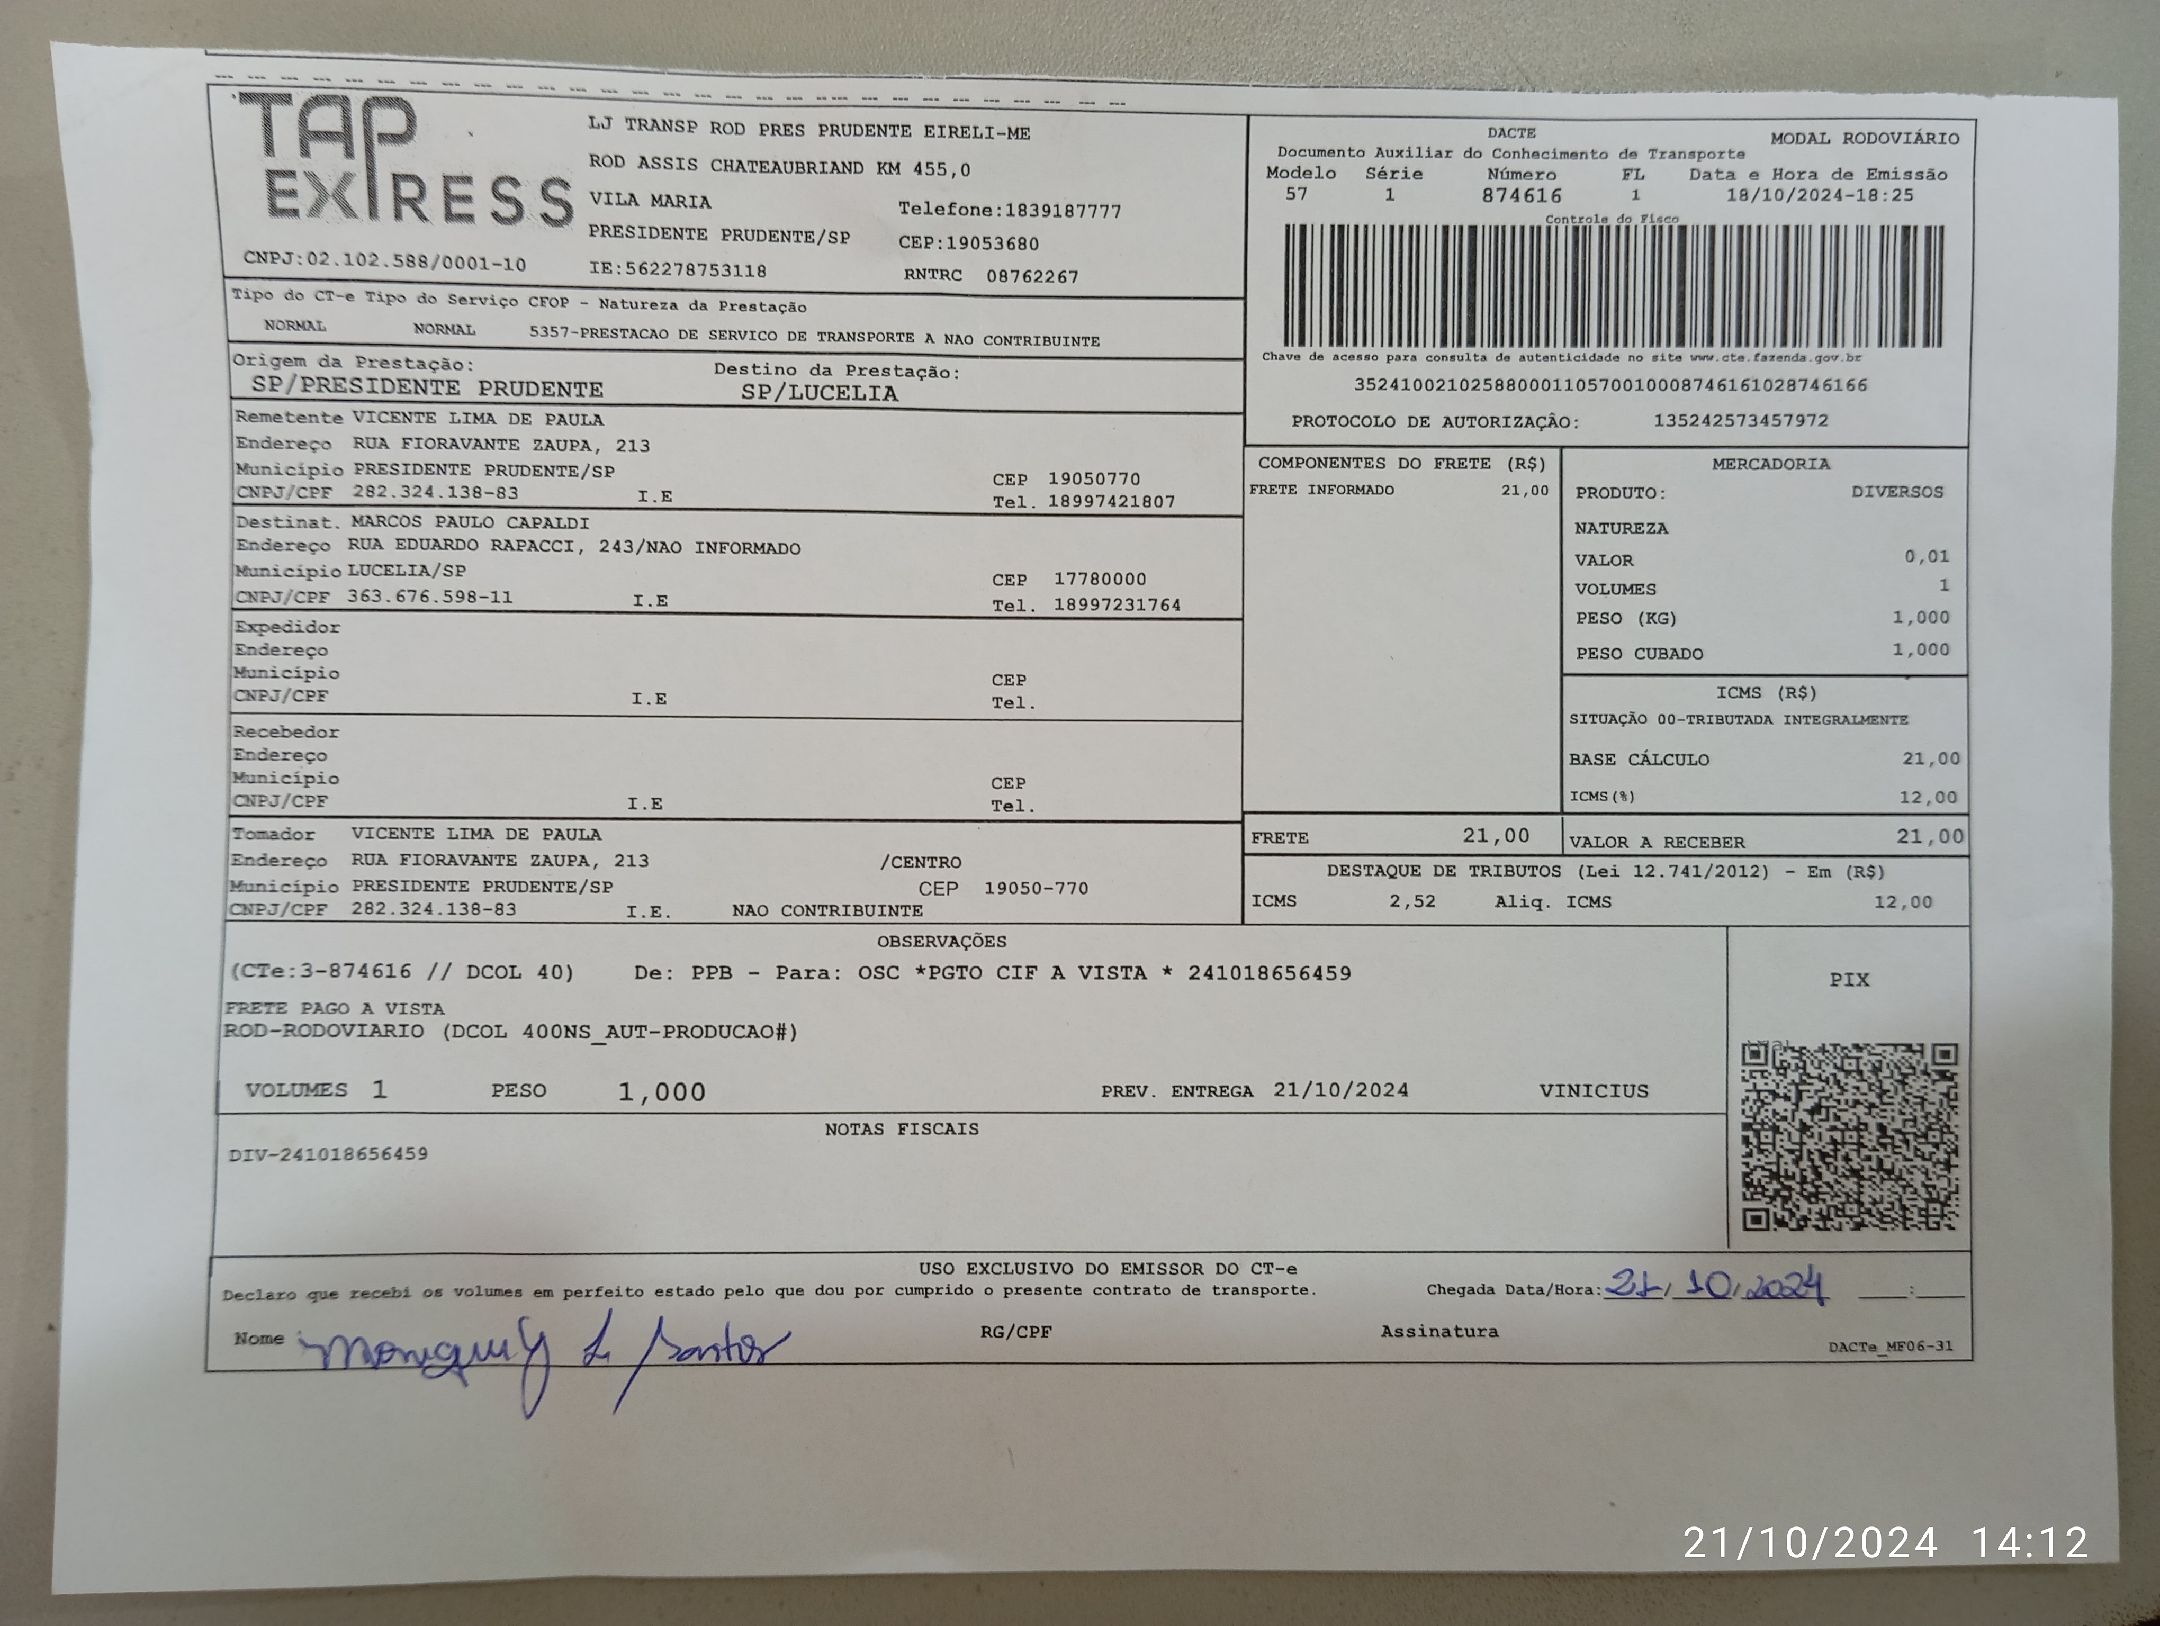 TAP
EXPRESS
CNPJ:02.102.588/0001-10
LJ TRANSP ROD PRES PRUDENTE EIRELI-ME
ROD ASSIS CHATEAUBRIAND KM 455,0
VILA MARIA Telefone:1839187777
PRESIDENTE PRUDENTE/SP CEP:19053680
IE:562278753118 RNTRC 08762267
DACTE MODAL RODOVIÁRIO
Documento Auxiliar do Conhecimento de Transporte
Modelo Série Número FL Data e Hora de Emissão
57 1 874616 1 18/10/2024-18:25
Controle do Fisco
Chave de acesso para consulta de autenticidade no site www.cte.fazenda.gov.br
35241002102588000110570010008746161028746166
PROTOCOLO DE AUTORIZAÇÂO: 135242573457972
Tipo do CT-e Tipo do Serviço CFOP - Natureza da Prestação
NORMAL NORMAL 5357-PRESTACAO DE SERVICO DE TRANSPORTE A NAO CONTRIBUINTE
Origem da Prestação: Destino da Prestação:
SP/PRESIDENTE PRUDENTE SP/LUCELIA
Remetente VICENTE LIMA DE PAULA
Endereço RUA FIORAVANTE ZAUPA, 213
Município PRESIDENTE PRUDENTE/SP CEP 19050770
CNPJ/CPF 282.324.138-83 I.E Tel. 18997421807
Destinat. MARCOS PAULO CAPALDI
Endereço RUA EDUARDO RAPACCI, 243/NAO INFORMADO
Município LUCELIA/SP CEP 17780000
CNPJ/CPF 363.676.598-11 I.E Tel. 18997231764
Expedidor
Endereço
Município CEP
CNPJ/CPF I.E Tel.
Recebedor
Endereço
Município CEP
CNPJ/CPF I.E Tel.
Tomador VICENTE LIMA DE PAULA
Endereço RUA FIORAVANTE ZAUPA, 213 /CENTRO
Município PRESIDENTE PRUDENTE/SP CEP 19050-770
CNPJ/CPF 282.324.138-83 I.E. NAO CONTRIBUINTE
COMPONENTES DO FRETE (R$)
FRETE INFORMADO 21,00
MERCADORIA
PRODUTO: DIVERSOS
NATUREZA
VALOR 0,01
VOLUMES 1
PESO (KG) 1,000
PESO CUBADO 1,000
ICMS (R$)
SITUAÇÃO 00-TRIBUTADA INTEGRALMENTE
BASE CÁLCULO 21,00
ICMS(%) 12,00
FRETE 21,00 VALOR A RECEBER 21,00
DESTAQUE DE TRIBUTOS (Lei 12.741/2012) - Em (R$)
ICMS 2,52 Aliq. ICMS 12,00
OBSERVAÇÕES
(CTe:3-874616 // DCOL 40) De: PPB - Para: OSC *PGTO CIF A VISTA * 241018656459
FRETE PAGO A VISTA
ROD-RODOVIARIO (DCOL 400NS_AUT-PRODUCAO#)
VOLUMES 1 PESO 1,000 PREV. ENTREGA 21/10/2024 VINICIUS
PIX
NOTAS FISCAIS
DIV-241018656459
USO EXCLUSIVO DO EMISSOR DO CT-e
Declaro que recebi os volumes em perfeito estado pelo que dou por cumprido o presente contrato de transporte. Chegada Data/Hora: 21/10/2024 :
Nome RG/CPF Assinatura
Santos
DACTe_MF06-31
21/10/2024 14:12